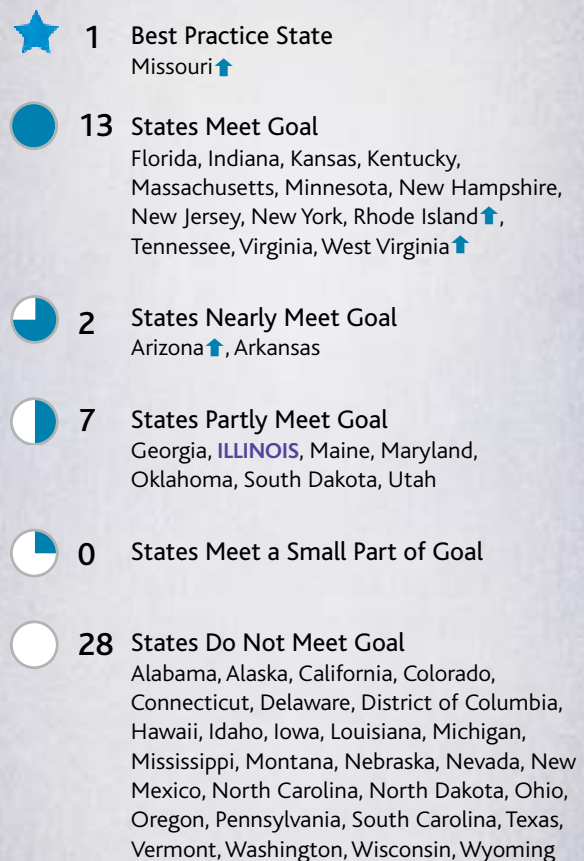 1 Best Practice State
Missouri⬆
13 States Meet Goal
Florida, Indiana, Kansas, Kentucky,
Massachusetts, Minnesota, New Hampshire,
New Jersey, New York, Rhode Island⬆,
Tennessee, Virginia, West Virginia⬆
2 States Nearly Meet Goal
Arizona⬆, Arkansas
7 States Partly Meet Goal
Georgia, ILLINOIS, Maine, Maryland,
Oklahoma, South Dakota, Utah
0 States Meet a Small Part of Goal
28 States Do Not Meet Goal
Alabama, Alaska, California, Colorado,
Connecticut, Delaware, District of Columbia,
Hawaii, Idaho, Iowa, Louisiana, Michigan,
Mississippi, Montana, Nebraska, Nevada, New
Mexico, North Carolina, North Dakota, Ohio,
Oregon, Pennsylvania, South Carolina, Texas,
Vermont, Washington, Wisconsin, Wyoming